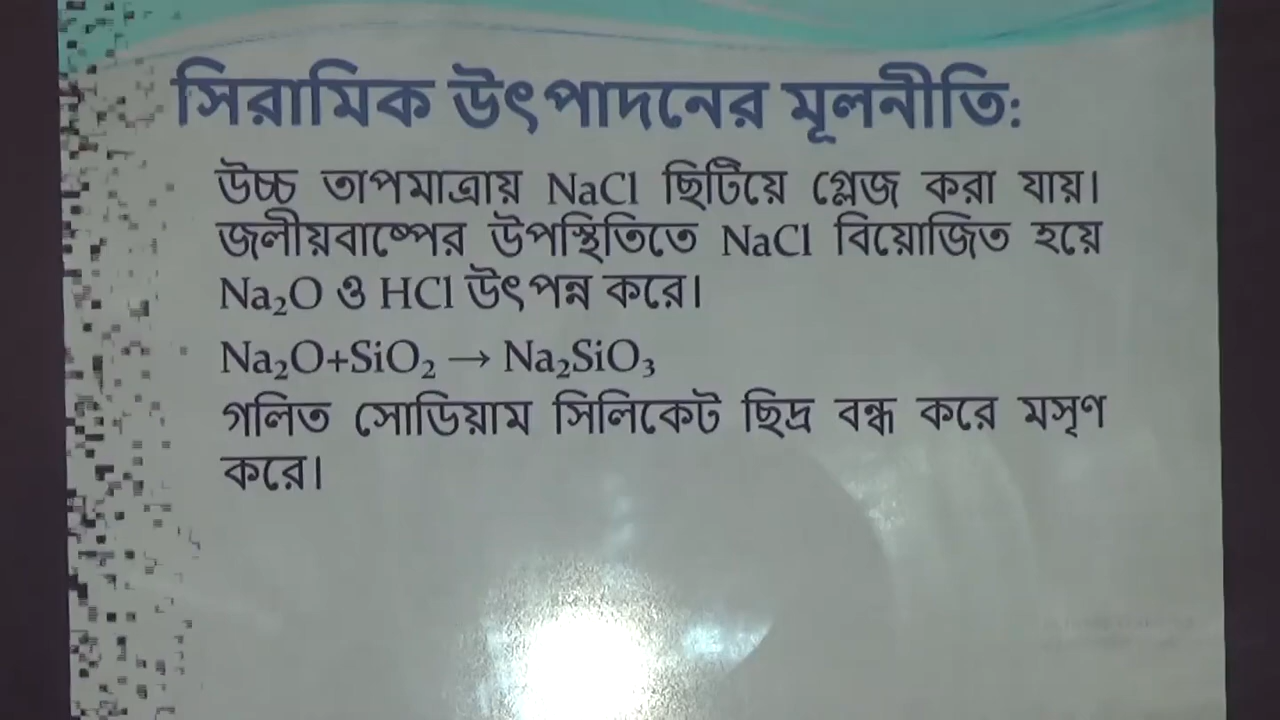 সিরামিক উৎপাদনের মূলনীতি:
উচ্চ তাপমাত্রায় NaCl ছিটিয়ে গ্লেজ করা যায়।
জলীয়বাষ্পের উপস্থিতিতে NaCl বিয়োজিত হয়ে
Na₂O ও HCl উৎপন্ন করে।
Na₂O+SiO₂ → Na₂SiO₃
গলিত সোডিয়াম সিলিকেট ছিদ্র বন্ধ করে মসৃণ
করে।